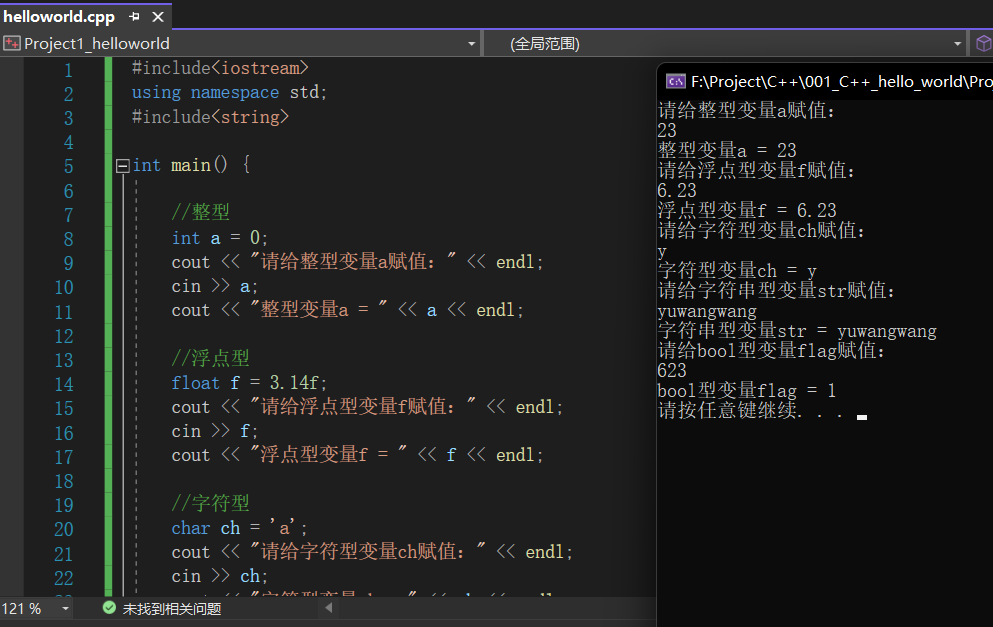 helloworld.cpp
Project1_helloworld
(全局范围)
1 #include<iostream>
2 using namespace std;
3 #include<string>
4
5 int main() {
6
7 //整型
8 int a = 0;
9 cout << "请给整型变量a赋值：" << endl;
10 cin >> a;
11 cout << "整型变量a = " << a << endl;
12
13 //浮点型
14 float f = 3.14f;
15 cout << "请给浮点型变量f赋值：" << endl;
16 cin >> f;
17 cout << "浮点型变量f = " << f << endl;
18
19 //字符型
20 char ch = 'a';
21 cout << "请给字符型变量ch赋值：" << endl;
22 cin >> ch;
121 %
未找到相关问题
F:\Project\C++\001_C++_hello_world\Pro
请给整型变量a赋值：
23
整型变量a = 23
请给浮点型变量f赋值：
6.23
浮点型变量f = 6.23
请给字符型变量ch赋值：
y
字符型变量ch = y
请给字符串型变量str赋值：
yuwangwang
字符串型变量str = yuwangwang
请给bool型变量flag赋值：
623
bool型变量flag = 1
请按任意键继续. . .